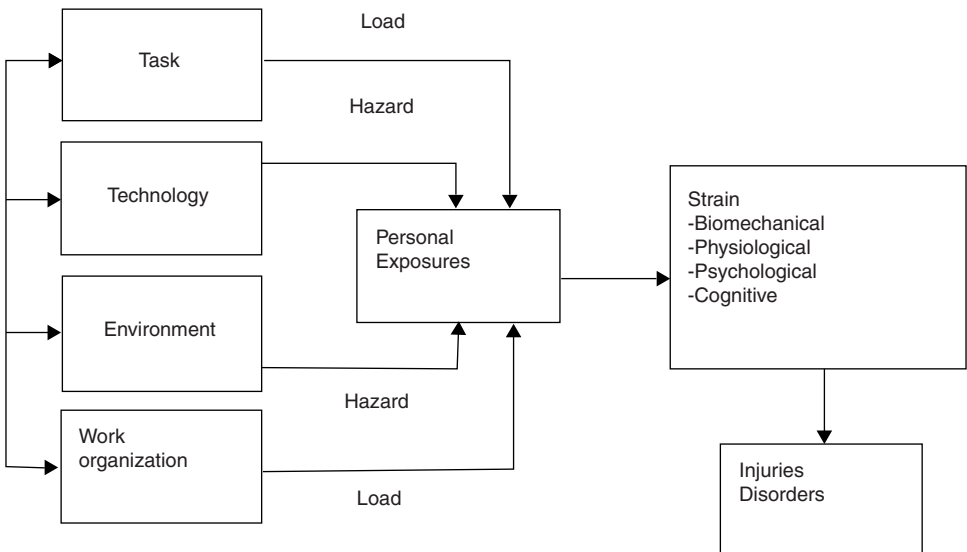 Load
Task
Hazard
Technology
Personal
Exposures
Strain
-Biomechanical
-Physiological
-Psychological
-Cognitive
Environment
Hazard
Work
organization
Load
Injuries
Disorders